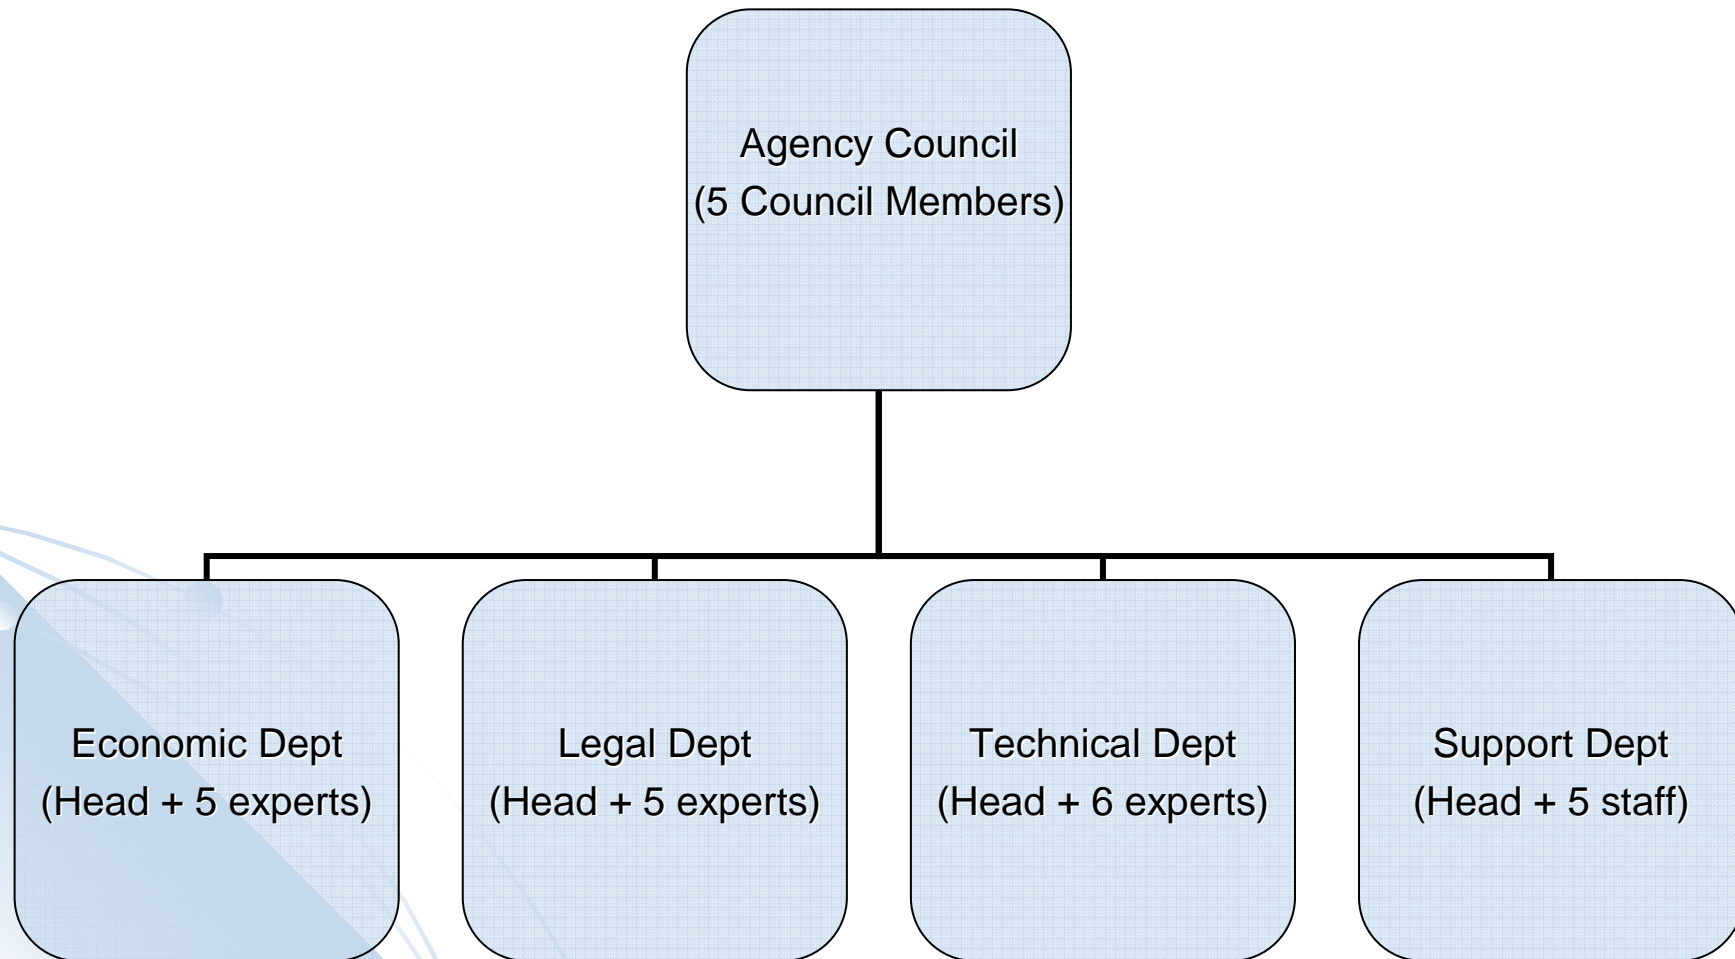 Agency Council
(5 Council Members)
Economic Dept
(Head + 5 experts)
Legal Dept
(Head + 5 experts)
Technical Dept
(Head + 6 experts)
Support Dept
(Head + 5 staff)